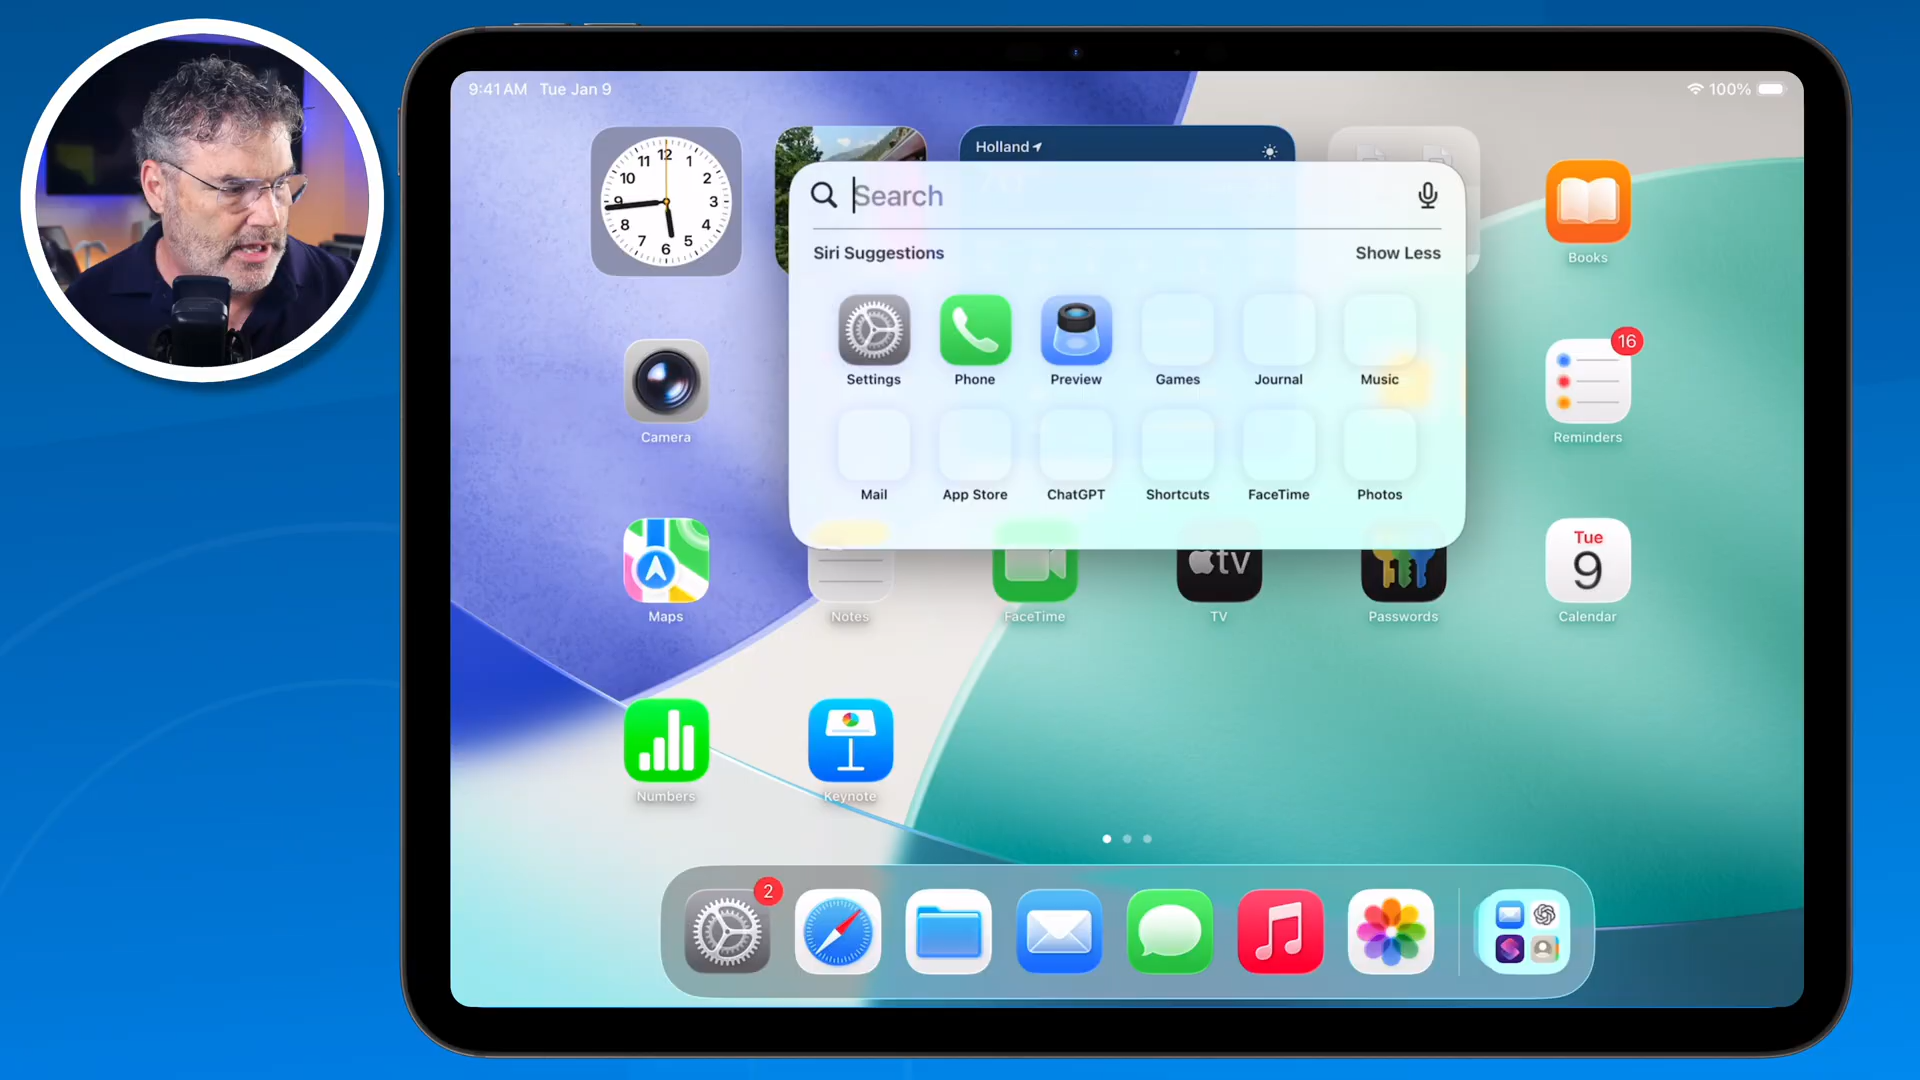 9:41 AM Tue Jan 9
100%
12
11 1
10 2
9 3
8 4
7 5
6
Holland
Search
Siri Suggestions
Show Less
Settings
Phone
Preview
Games
Journal
Music
Mail
App Store
ChatGPT
Shortcuts
FaceTime
Photos
Books
Camera
16
Reminders
Maps
Notes
FaceTime
tv
TV
Passwords
Tue
9
Calendar
Numbers
Keynote
2